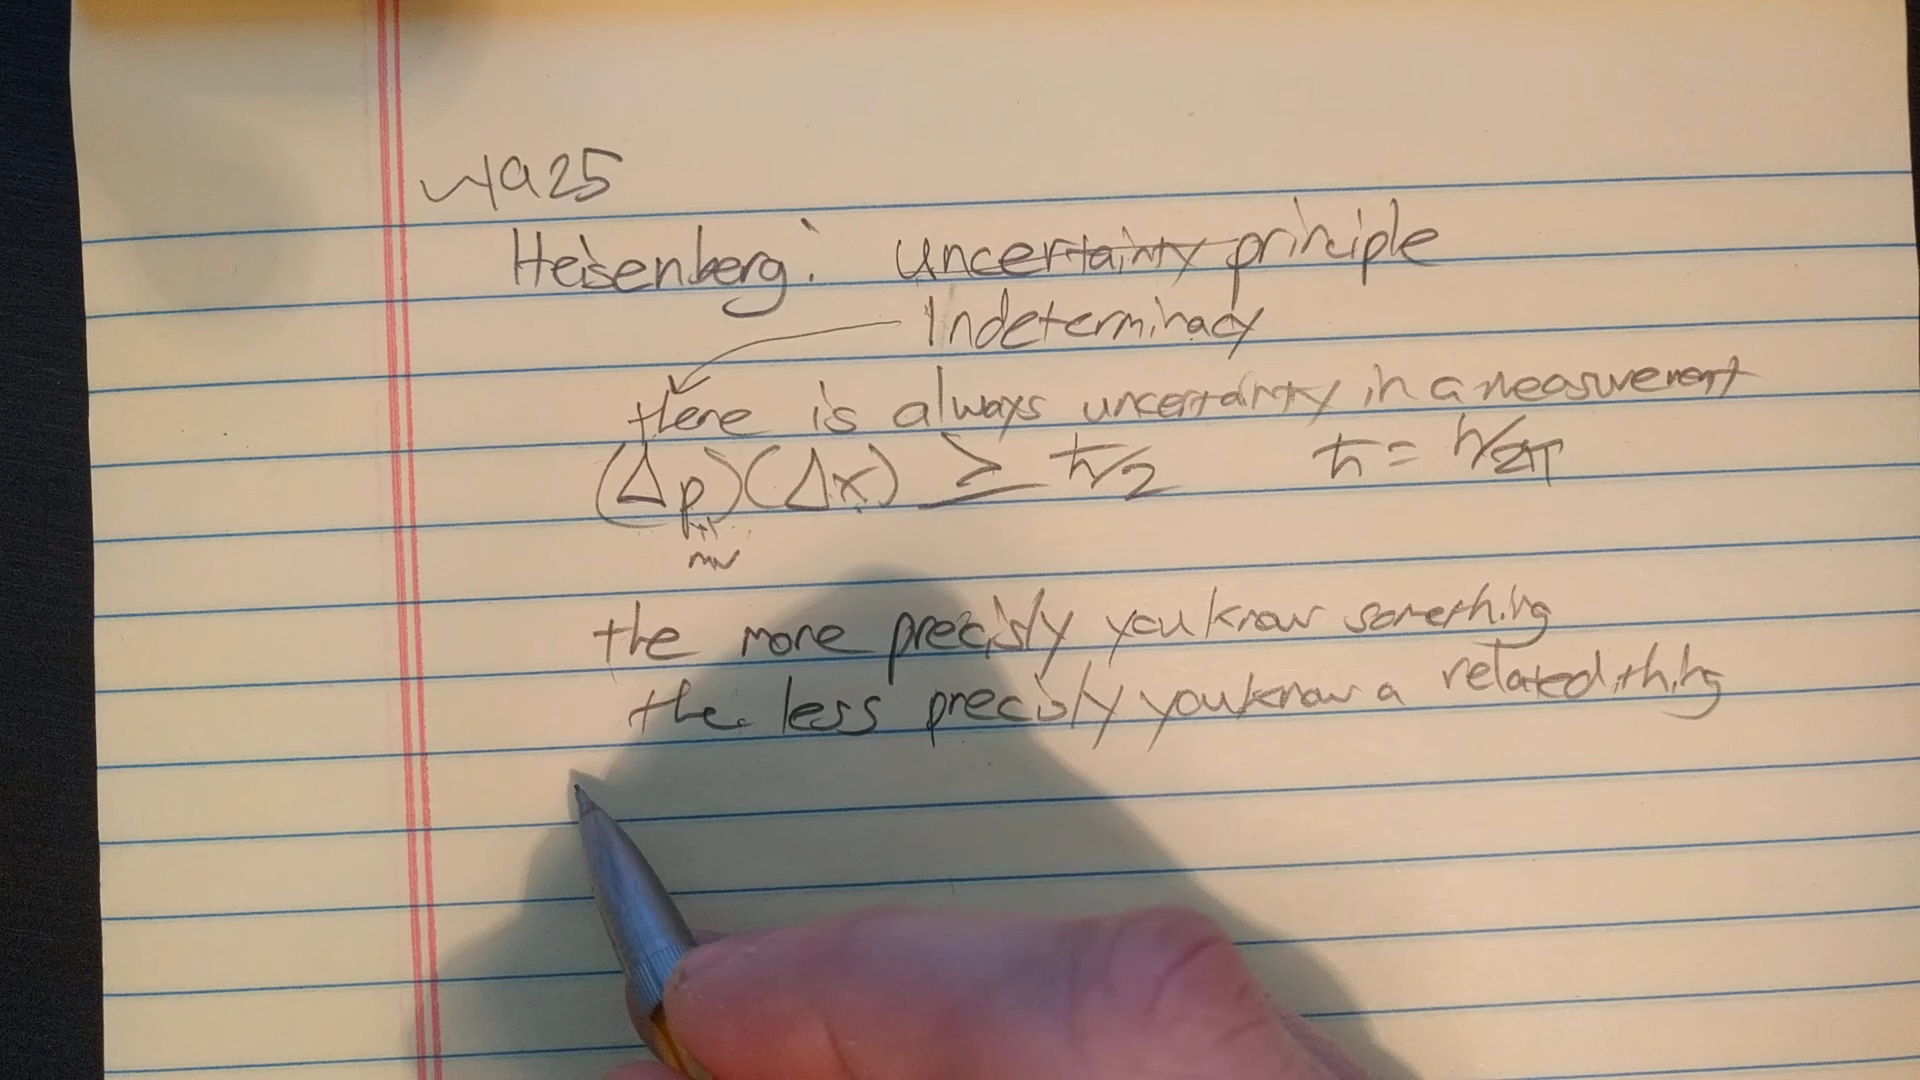 ~1925
Heisenberg: uncertainty principle
Indeterminacy
there is always uncertainty in a measurement
(Δp)(Δx) ≥ ħ/2 ħ = h/2π
mv
the more precisly you know something
the less precisly you know a related thing